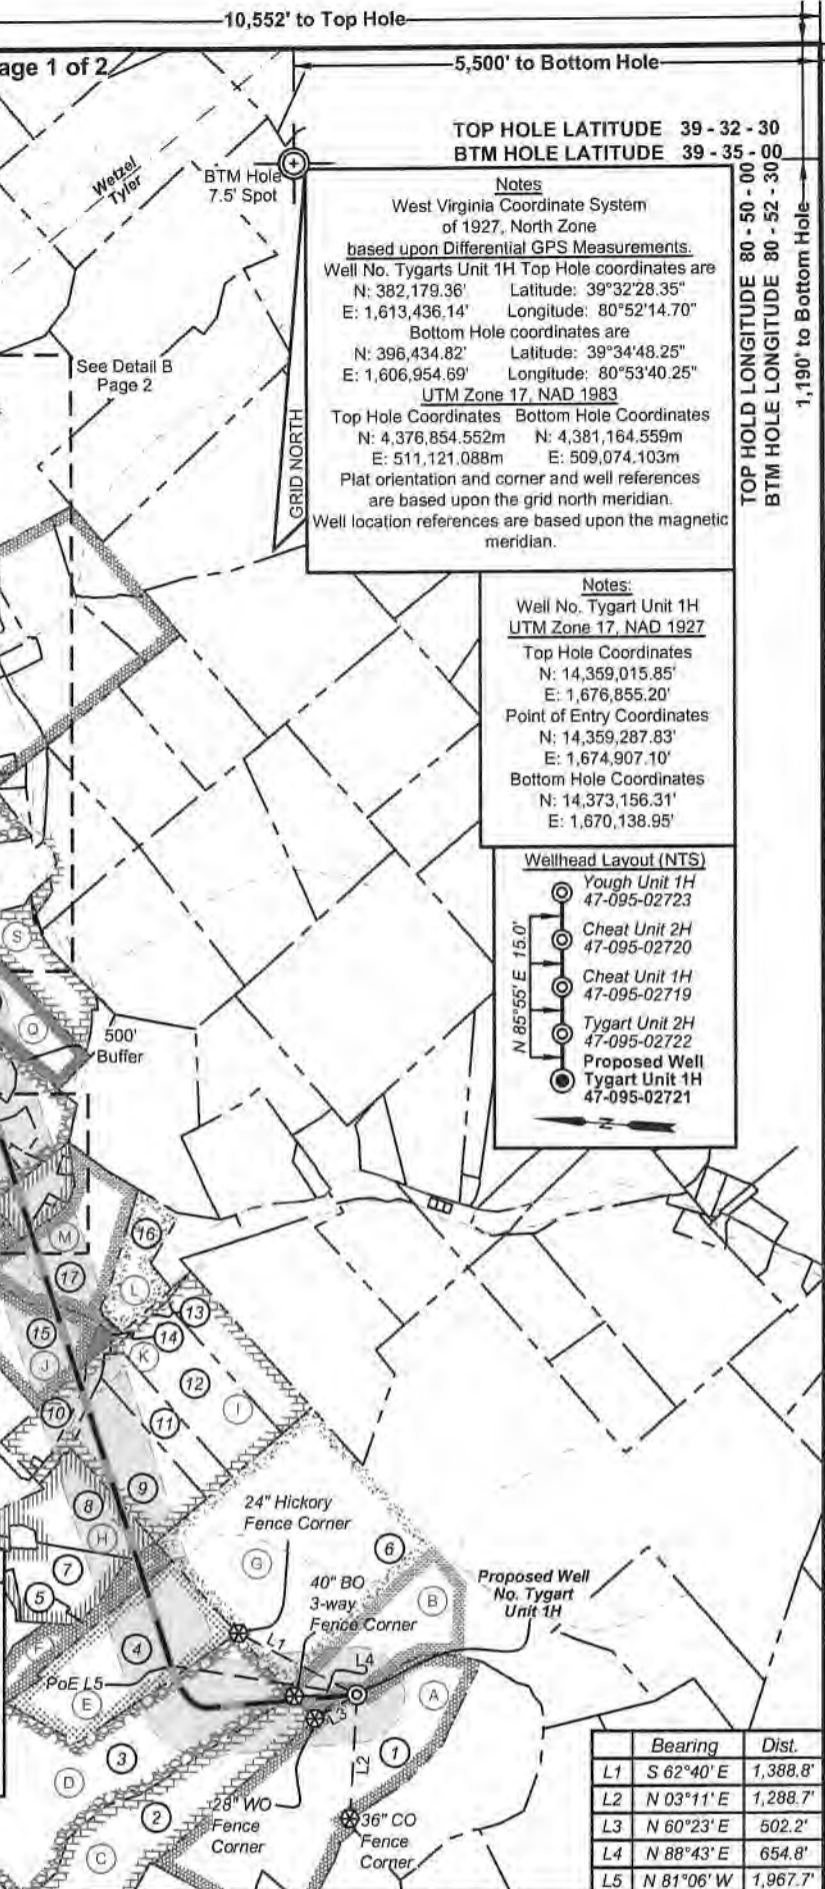 10,552' to Top Hole
age 1 of 2
5,500' to Bottom Hole
TOP HOLE LATITUDE 39 - 32 - 30
BTM HOLE LATITUDE 39 - 35 - 00
Wetzel
Tyler
BTM Hole
7.5' Spot
TOP HOLD LONGITUDE 80 - 50 - 00
BTM HOLE LONGITUDE 80 - 52 - 30
1,190' to Bottom Hole
Notes
West Virginia Coordinate System
of 1927, North Zone
based upon Differential GPS Measurements.
Well No. Tygarts Unit 1H Top Hole coordinates are
N: 382,179.36' Latitude: 39°32'28.35"
E: 1,613,436.14' Longitude: 80°52'14.70"
Bottom Hole coordinates are
N: 396,434.82' Latitude: 39°34'48.25"
E: 1,606,954.69' Longitude: 80°53'40.25"
UTM Zone 17, NAD 1983
Top Hole Coordinates Bottom Hole Coordinates
N: 4,376,854.552m N: 4,381,164.559m
E: 511,121.088m E: 509,074.103m
Plat orientation and corner and well references
are based upon the grid north meridian.
Well location references are based upon the magnetic
meridian.
See Detail B
Page 2
GRID NORTH
Notes:
Well No. Tygart Unit 1H
UTM Zone 17, NAD 1927
Top Hole Coordinates
N: 14,359,015.85'
E: 1,676,855.20'
Point of Entry Coordinates
N: 14,359,287.83'
E: 1,674,907.10'
Bottom Hole Coordinates
N: 14,373,156.31'
E: 1,670,138.95'
Wellhead Layout (NTS)
Yough Unit 1H
47-095-02723
Cheat Unit 2H
47-095-02720
Cheat Unit 1H
47-095-02719
Tygart Unit 2H
47-095-02722
Proposed Well
Tygart Unit 1H
47-095-02721
N 85°55' E 15.0'
N
S
Q
500'
Buffer
M
16
17
L
13
15
14
J
K
12
10
I
11
9
8
H
7
5
24" Hickory
Fence Corner
G
6
40" BO
3-way
Fence Corner
Proposed Well
No. Tygart
Unit 1H
B
F
4
L1
L4
PoE L5
E
A
L3
1
L2
3
D
2
28" WO
Fence
Corner
36" CO
Fence
Corner
C
Bearing Dist.
L1 S 62°40' E 1,388.8'
L2 N 03°11' E 1,288.7'
L3 N 60°23' E 502.2'
L4 N 88°43' E 654.8'
L5 N 81°06' W 1,967.7'